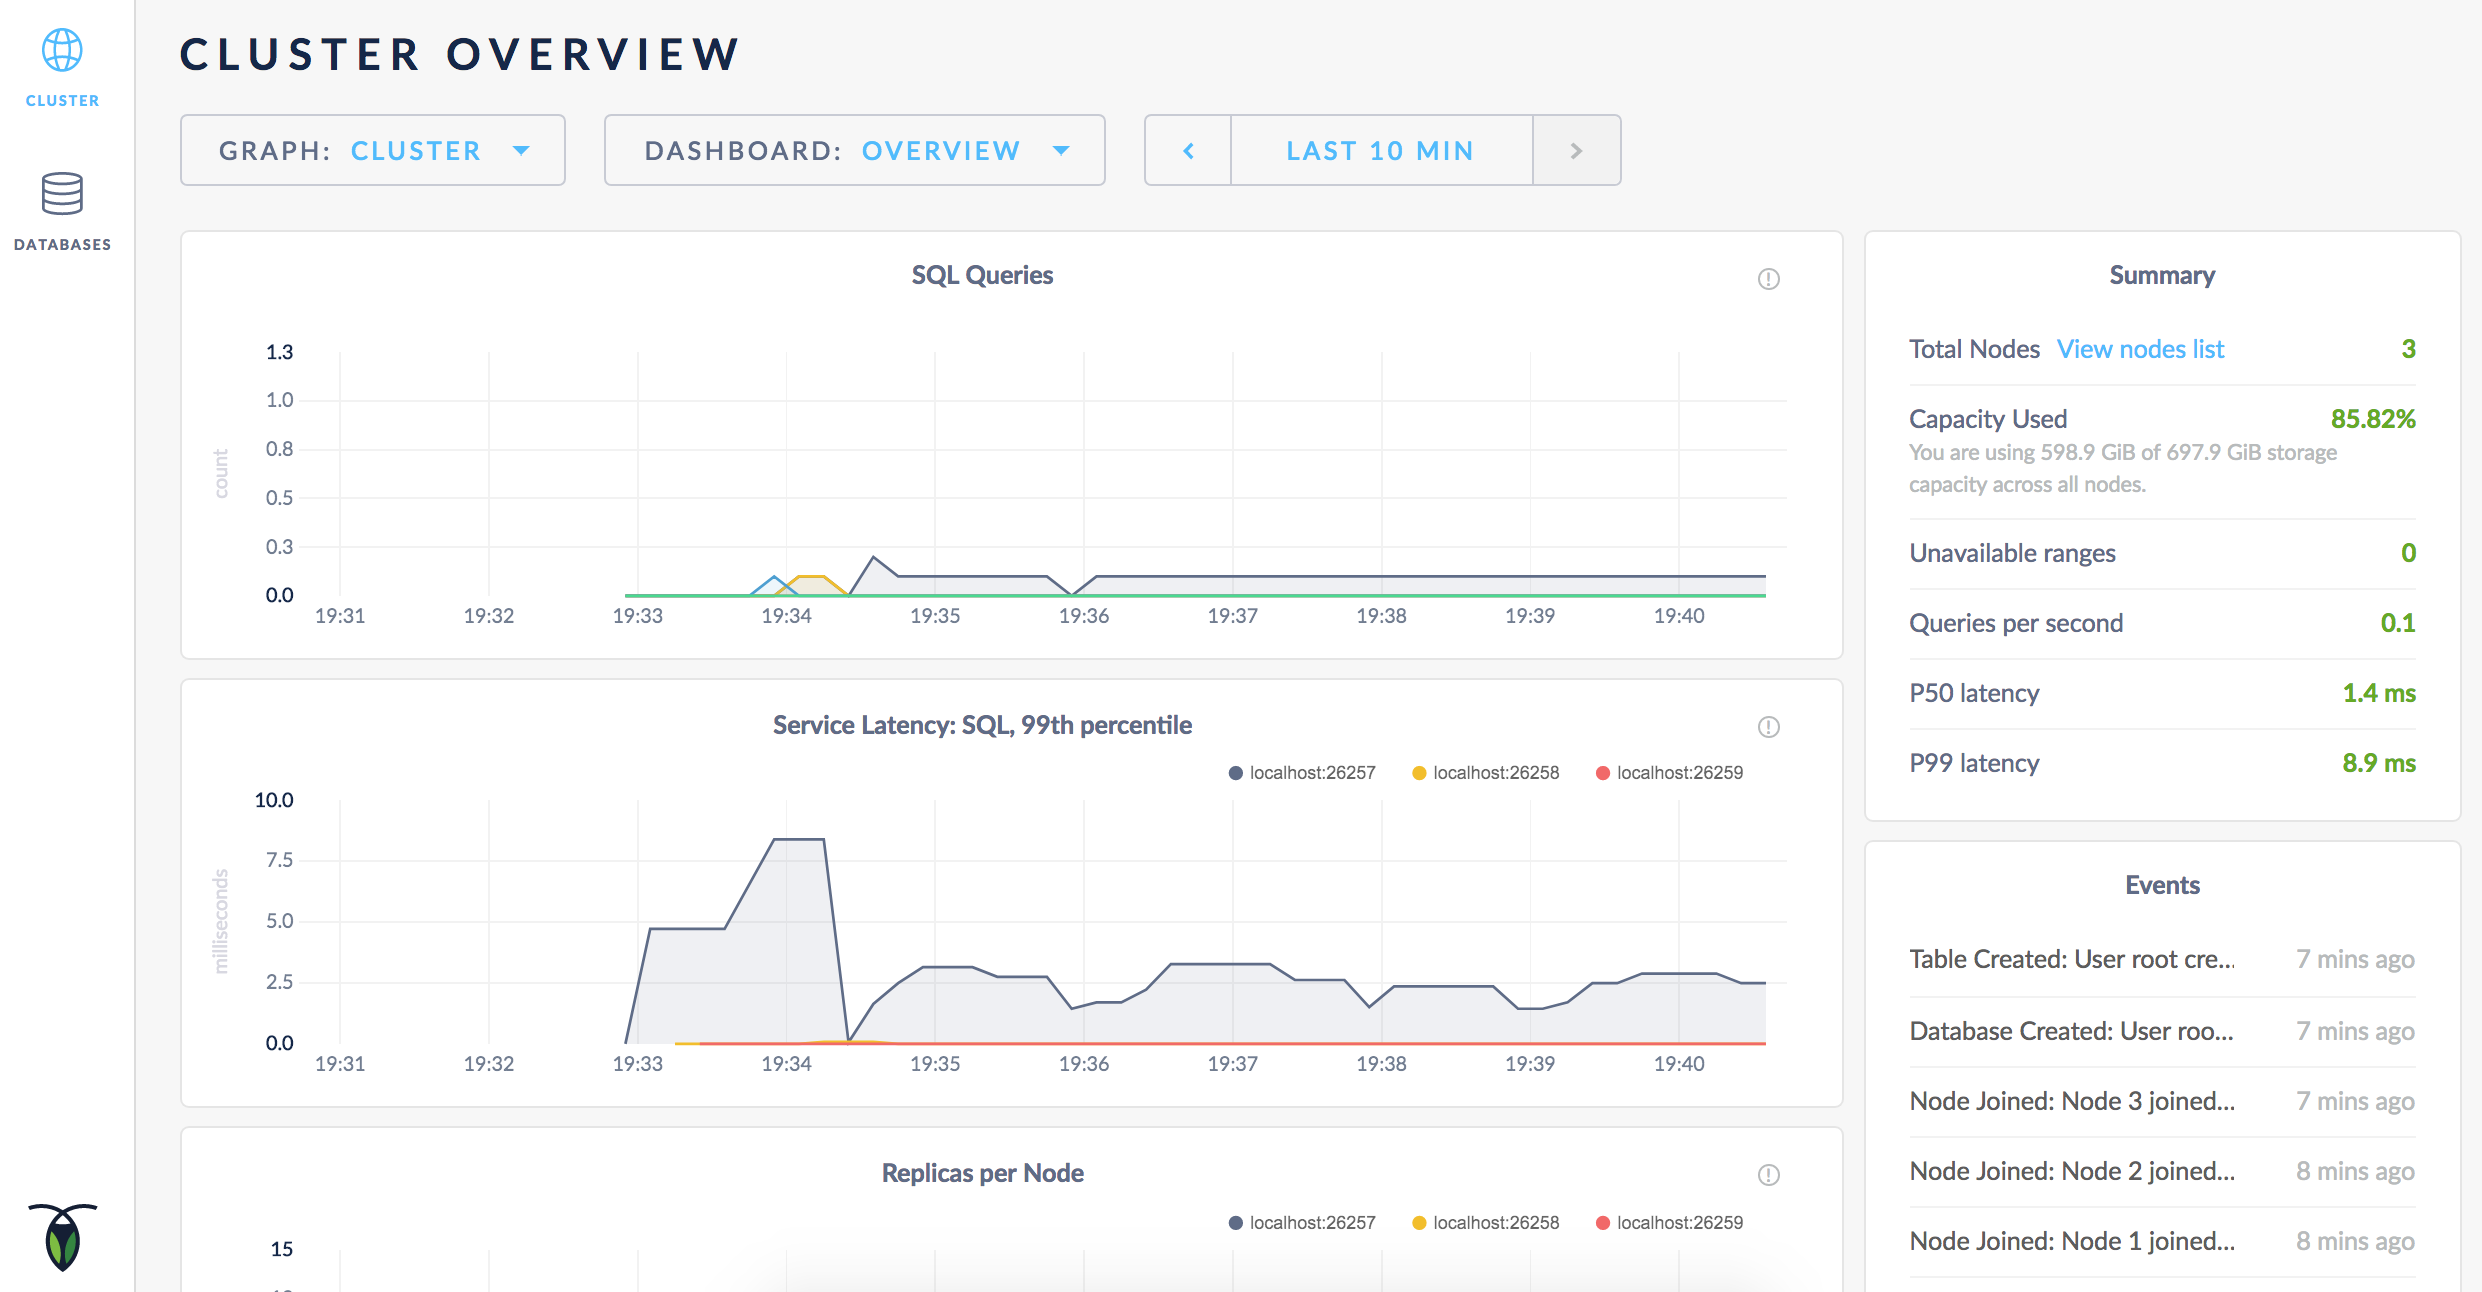 CLUSTER
DATABASES
CLUSTER OVERVIEW
GRAPH: CLUSTER
DASHBOARD: OVERVIEW
LAST 10 MIN
SQL Queries
count
1.3
1.0
0.8
0.5
0.3
0.0
19:31 19:32 19:33 19:34 19:35 19:36 19:37 19:38 19:39 19:40
Service Latency: SQL, 99th percentile
localhost:26257 localhost:26258 localhost:26259
milliseconds
10.0
7.5
5.0
2.5
0.0
19:31 19:32 19:33 19:34 19:35 19:36 19:37 19:38 19:39 19:40
Replicas per Node
localhost:26257 localhost:26258 localhost:26259
15
Summary
Total Nodes View nodes list 3
Capacity Used 85.82%
You are using 598.9 GiB of 697.9 GiB storage
capacity across all nodes.
Unavailable ranges 0
Queries per second 0.1
P50 latency 1.4 ms
P99 latency 8.9 ms
Events
Table Created: User root cre... 7 mins ago
Database Created: User roo... 7 mins ago
Node Joined: Node 3 joined... 7 mins ago
Node Joined: Node 2 joined... 8 mins ago
Node Joined: Node 1 joined... 8 mins ago